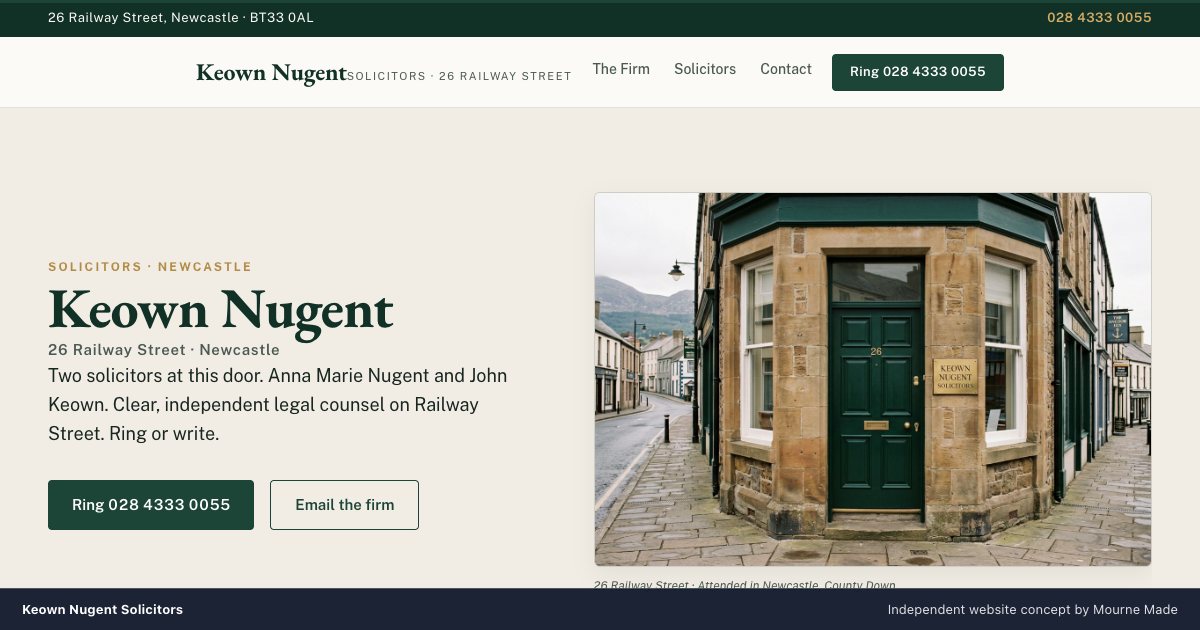 26 Railway Street, Newcastle · BT33 0AL
028 4333 0055
Keown Nugent SOLICITORS · 26 RAILWAY STREET
The Firm
Solicitors
Contact
Ring 028 4333 0055
SOLICITORS · NEWCASTLE
Keown Nugent
26 Railway Street · Newcastle
Two solicitors at this door. Anna Marie Nugent and John
Keown. Clear, independent legal counsel on Railway
Street. Ring or write.
Ring 028 4333 0055
Email the firm
26
KEOWN
NUGENT
SOLICITORS
26 Railway Street · Attended in Newcastle, County Down
Keown Nugent Solicitors
Independent website concept by Mourne Made